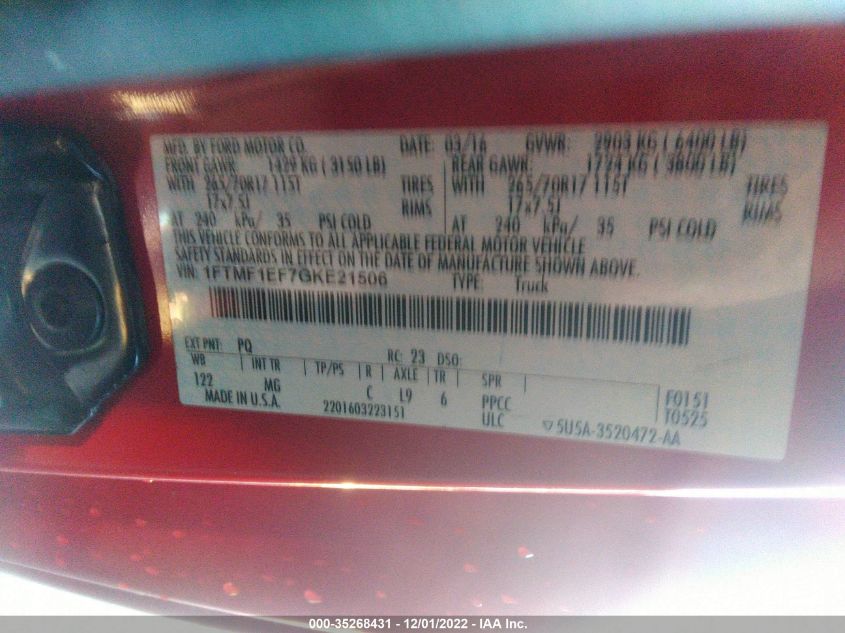 MFD. BY FORD MOTOR CO. DATE: 03/16 GVWR: 2903 KG ( 6400 LB)
FRONT GAWR: 1429 KG ( 3150 LB) REAR GAWR: 1724 KG ( 3800 LB)
WITH 265/70R17 115T TIRES WITH 265/70R17 115T TIRES
17x7.5J RIMS 17x7.5J RIMS
AT 240 kPa/ 35 PSI COLD AT 240 kPa/ 35 PSI COLD
THIS VEHICLE CONFORMS TO ALL APPLICABLE FEDERAL MOTOR VEHICLE
SAFETY STANDARDS IN EFFECT ON THE DATE OF MANUFACTURE SHOWN ABOVE.
VIN: 1FTMF1EF7GKE21506 TYPE: Truck
EXT PNT: PQ RC: 23 DSO:
WB INT TR TP/PS R AXLE TR SPR
122 MG C L9 6 PPCC F0151
MADE IN U.S.A. 2201603223151 ULC T0525
▽5U5A-3520472-AA
000-35268431 - 12/01/2022 - IAA Inc.